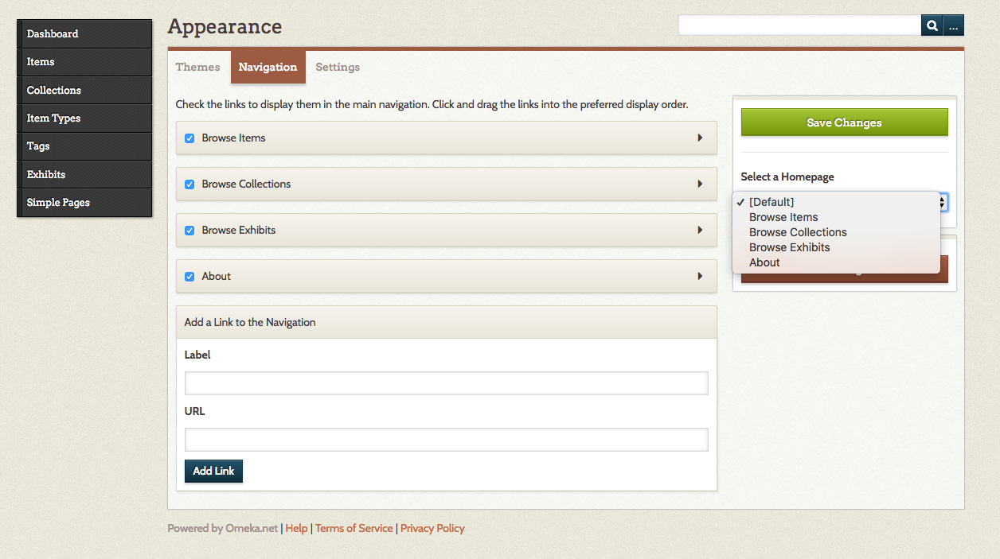 Dashboard
Items
Collections
Item Types
Tags
Exhibits
Simple Pages
Appearance
...
Themes
Navigation
Settings
Check the links to display them in the main navigation. Click and drag the links into the preferred display order.
Browse Items
Browse Collections
Browse Exhibits
About
Add a Link to the Navigation
Label
URL
Add Link
Save Changes
Select a Homepage
✓ [Default]
Browse Items
Browse Collections
Browse Exhibits
About
Powered by Omeka.net | Help | Terms of Service | Privacy Policy